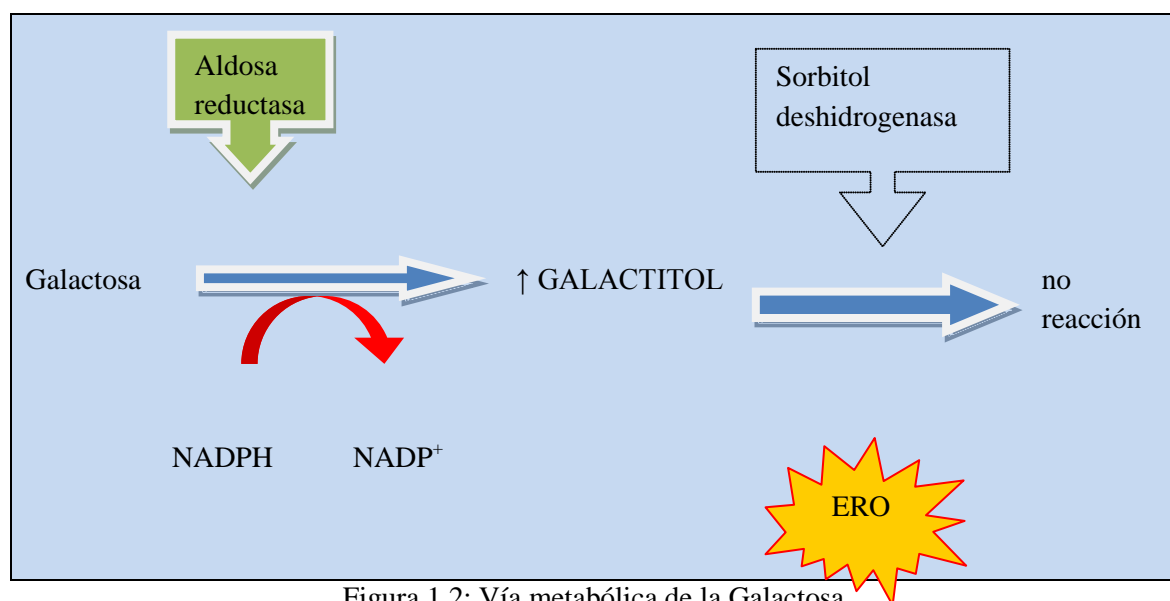 Aldosa
reductasa
Sorbitol
deshidrogenasa
Galactosa
↑ GALACTITOL
no
reacción
NADPH
NADP⁺
ERO
Figura 1.2: Vía metabólica de la Galactosa